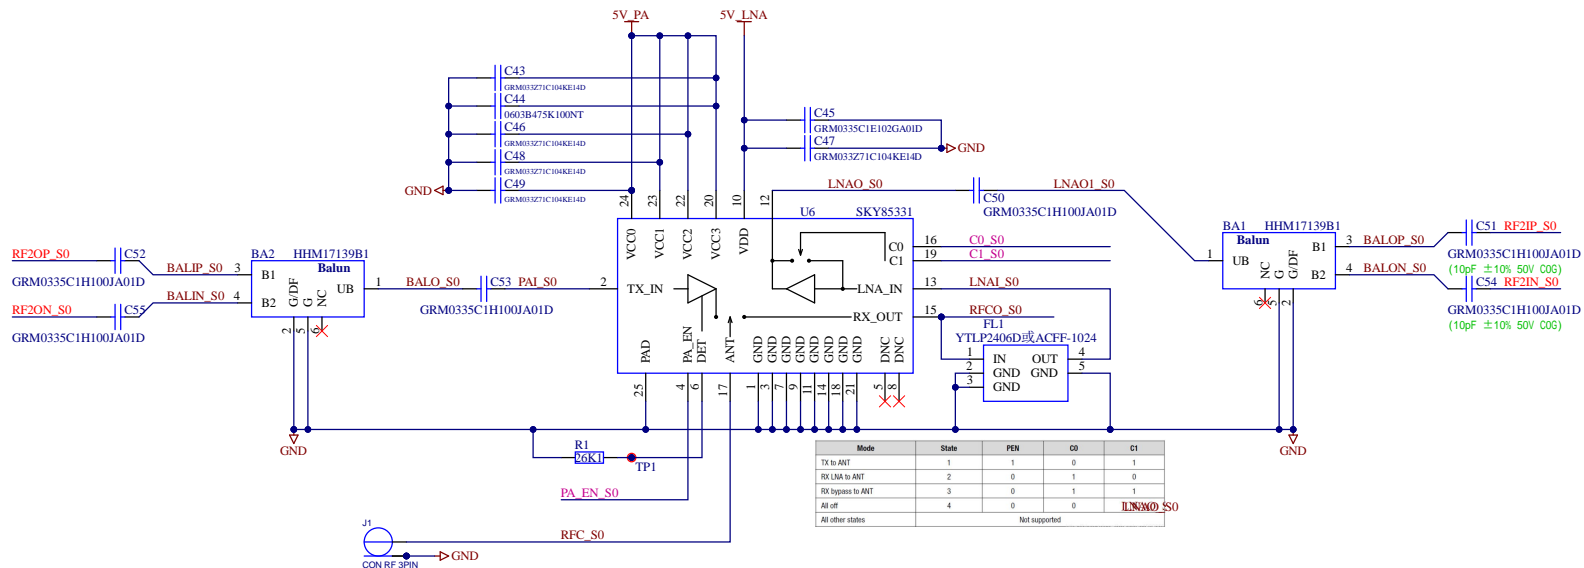 5V_PA
5V_LNA
C43
GRM033Z71C104KE14D
C44
0603B475K100NT
C46
GRM033Z71C104KE14D
C48
GRM033Z71C104KE14D
GND
C49
GRM033Z71C104KE14D
C45
GRM0335C1E102GA01D
C47
GND
GRM033Z71C104KE14D
24
23
22
20
10
12
LNAO_S0
C50
GRM0335C1H100JA01D
LNAO1_S0
U6
SKY85331
VCC0
VCC1
VCC2
VCC3
VDD
C0
16
C0_S0
C1
19
C1_S0
TX_IN
2
LNA_IN
13
LNAI_S0
RX_OUT
15
RFCO_S0
PAD
PA_EN
DET
ANT
GND
GND
GND
GND
GND
GND
GND
GND
DNC
DNC
25
4
6
17
1
3
7
9
11
14
18
21
5
8
RF2OP_S0
C52
GRM0335C1H100JA01D
BALIP_S0
3
RF2ON_S0
C55
GRM0335C1H100JA01D
BALIN_S0
4
BA2
HHM17139B1
Balun
B1
B2
UB
G/DF
G
NC
2
5
6
1
BALO_S0
C53
PAI_S0
GRM0335C1H100JA01D
GND
FL1
YTLP2406D或ACFF-1024
1
IN
OUT
4
2
GND
GND
5
3
GND
BA1
HHM17139B1
Balun
1
UB
B1
B2
NC
G
G/DF
6
5
2
3
BALOP_S0
C51
RF2IP_S0
GRM0335C1H100JA01D
(10pF ±10% 50V COG)
4
BALON_S0
C54
RF2IN_S0
GRM0335C1H100JA01D
(10pF ±10% 50V COG)
GND
R1
26K1
TP1
PA_EN_S0
J1
CON RF 3PIN
RFC_S0
GND
Mode State PEN C0 C1
TX to ANT 1 1 0 1
RX LNA to ANT 2 0 1 0
RX bypass to ANT 3 0 1 1
All off 4 0 0
All other states Not supported